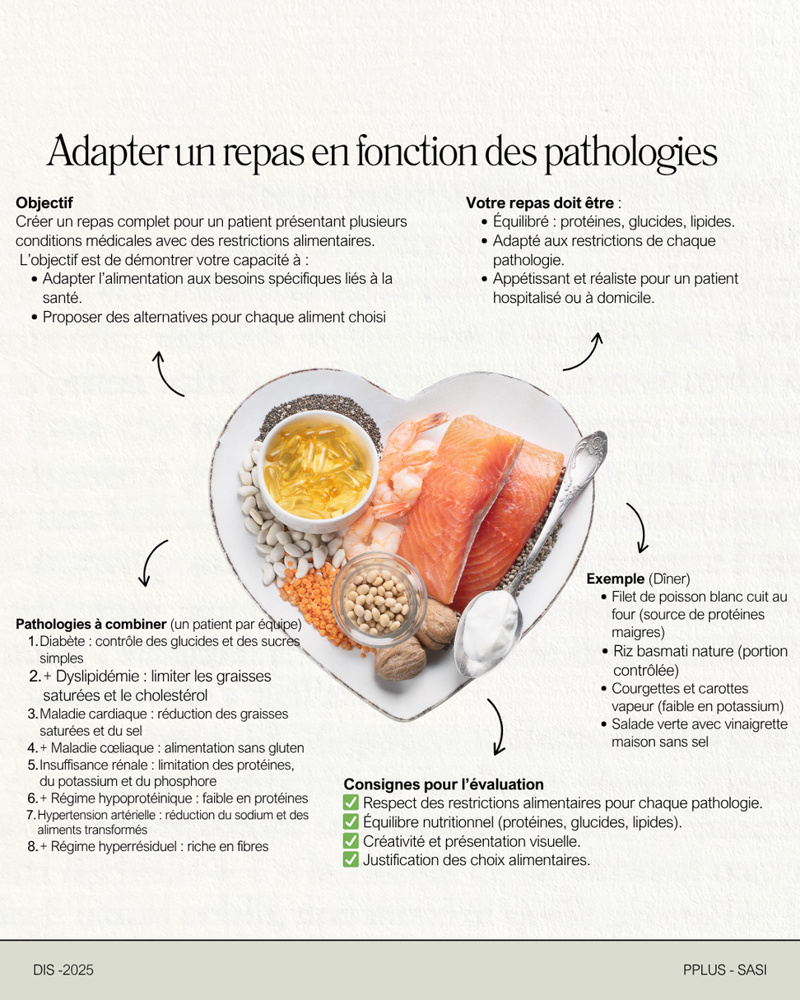 Adapter un repas en fonction des pathologies
Objectif
Créer un repas complet pour un patient présentant plusieurs
conditions médicales avec des restrictions alimentaires.
L’objectif est de démontrer votre capacité à :
• Adapter l’alimentation aux besoins spécifiques liés à la
santé.
• Proposer des alternatives pour chaque aliment choisi
Votre repas doit être :
• Équilibré : protéines, glucides, lipides.
• Adapté aux restrictions de chaque
pathologie.
• Appétissant et réaliste pour un patient
hospitalisé ou à domicile.
Pathologies à combiner (un patient par équipe)
1. Diabète : contrôle des glucides et des sucres
simples
2. + Dyslipidémie : limiter les graisses
saturées et le cholestérol
3. Maladie cardiaque : réduction des graisses
saturées et du sel
4. + Maladie cœliaque : alimentation sans gluten
5. Insuffisance rénale : limitation des protéines,
du potassium et du phosphore
6. + Régime hypoprotéinique : faible en protéines
7. Hypertension artérielle : réduction du sodium et des
aliments transformés
8. + Régime hyperrésiduel : riche en fibres
Exemple (Dîner)
• Filet de poisson blanc cuit au
four (source de protéines
maigres)
• Riz basmati nature (portion
contrôlée)
• Courgettes et carottes
vapeur (faible en potassium)
• Salade verte avec vinaigrette
maison sans sel
Consignes pour l’évaluation
✅ Respect des restrictions alimentaires pour chaque pathologie.
✅ Équilibre nutritionnel (protéines, glucides, lipides).
✅ Créativité et présentation visuelle.
✅ Justification des choix alimentaires.
DIS -2025
PPLUS - SASI